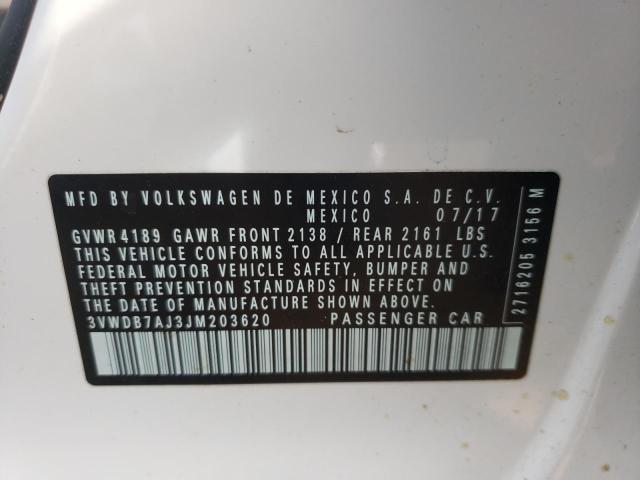 MFD BY VOLKSWAGEN DE MEXICO S.A. DE C.V.
MEXICO 07/17
GVWR 4189 GAWR FRONT 2138 / REAR 2161 LBS
THIS VEHICLE CONFORMS TO ALL APPLICABLE U.S.
FEDERAL MOTOR VEHICLE SAFETY, BUMPER AND
THEFT PREVENTION STANDARDS IN EFFECT ON
THE DATE OF MANUFACTURE SHOWN ABOVE.
3VWDB7AJ3JM203620 PASSENGER CAR
2716205 3156 M